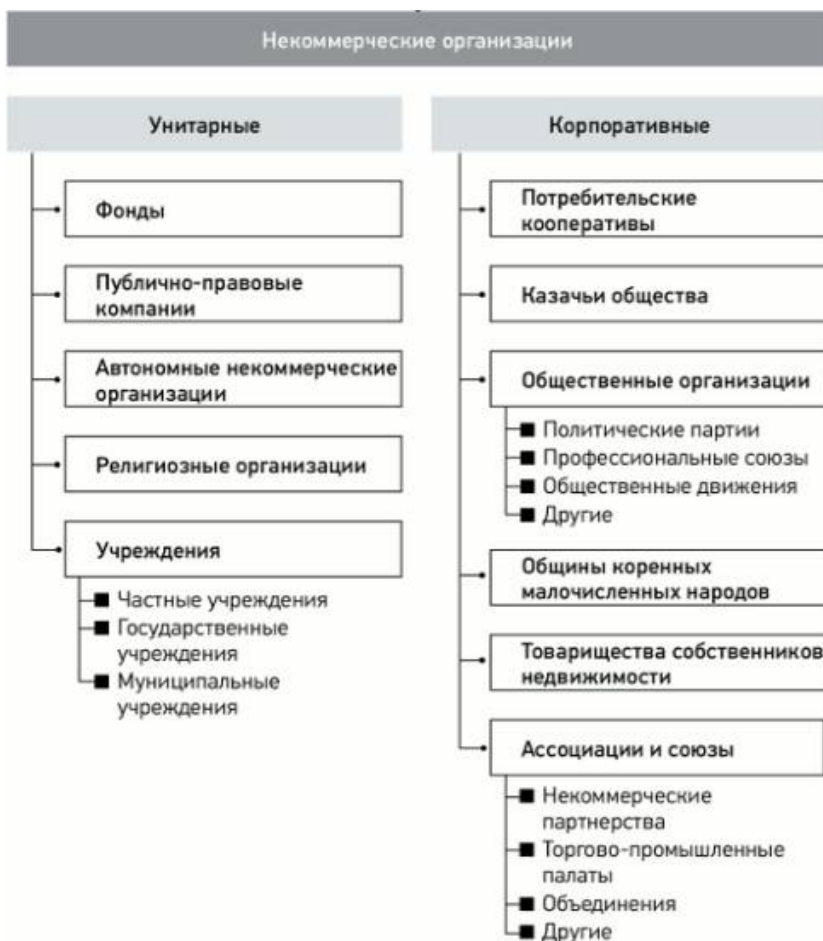 Некоммерческие организации
Унитарные
Фонды
Публично-правовые
компании
Автономные некоммерческие
организации
Религиозные организации
Учреждения
Частные учреждения
Государственные
учреждения
Муниципальные
учреждения
Корпоративные
Потребительские
кооперативы
Казачьи общества
Общественные организации
Политические партии
Профессиональные союзы
Общественные движения
Другие
Общины коренных
малочисленных народов
Товарищества собственников
недвижимости
Ассоциации и союзы
Некоммерческие
партнерства
Торгово-промышленные
палаты
Объединения
Другие